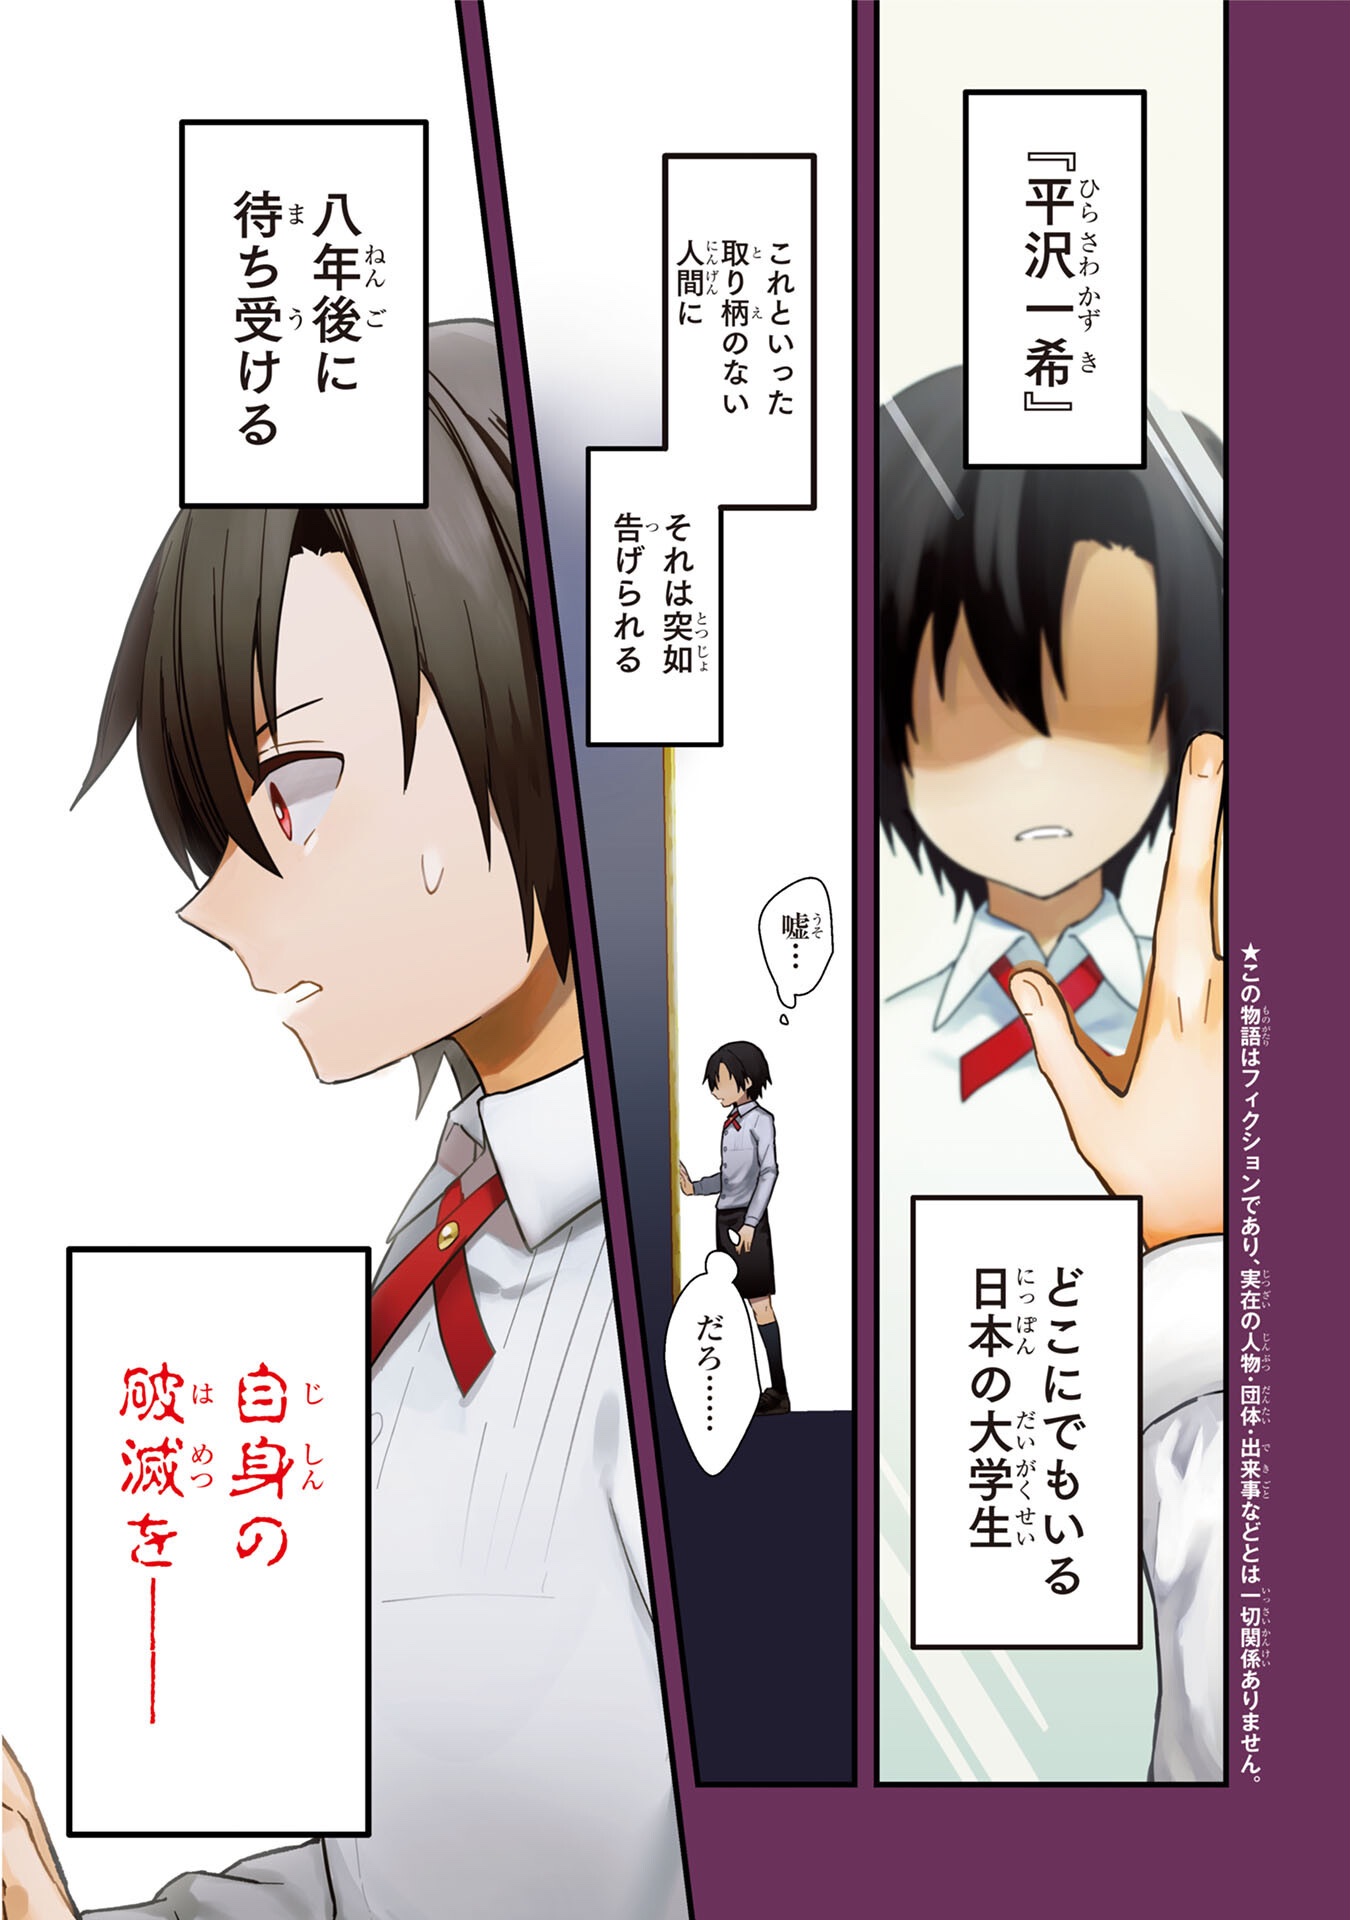 ★この物語はフィクションであり、実在の人物・団体・出来事などとは一切関係ありません。
『平沢一希』
どこにでもいる
日本の大学生
これといった
取り柄のない
人間に
それは突如
告げられる
嘘…
だろ……
八年後に
待ち受ける
自身の
破滅を――